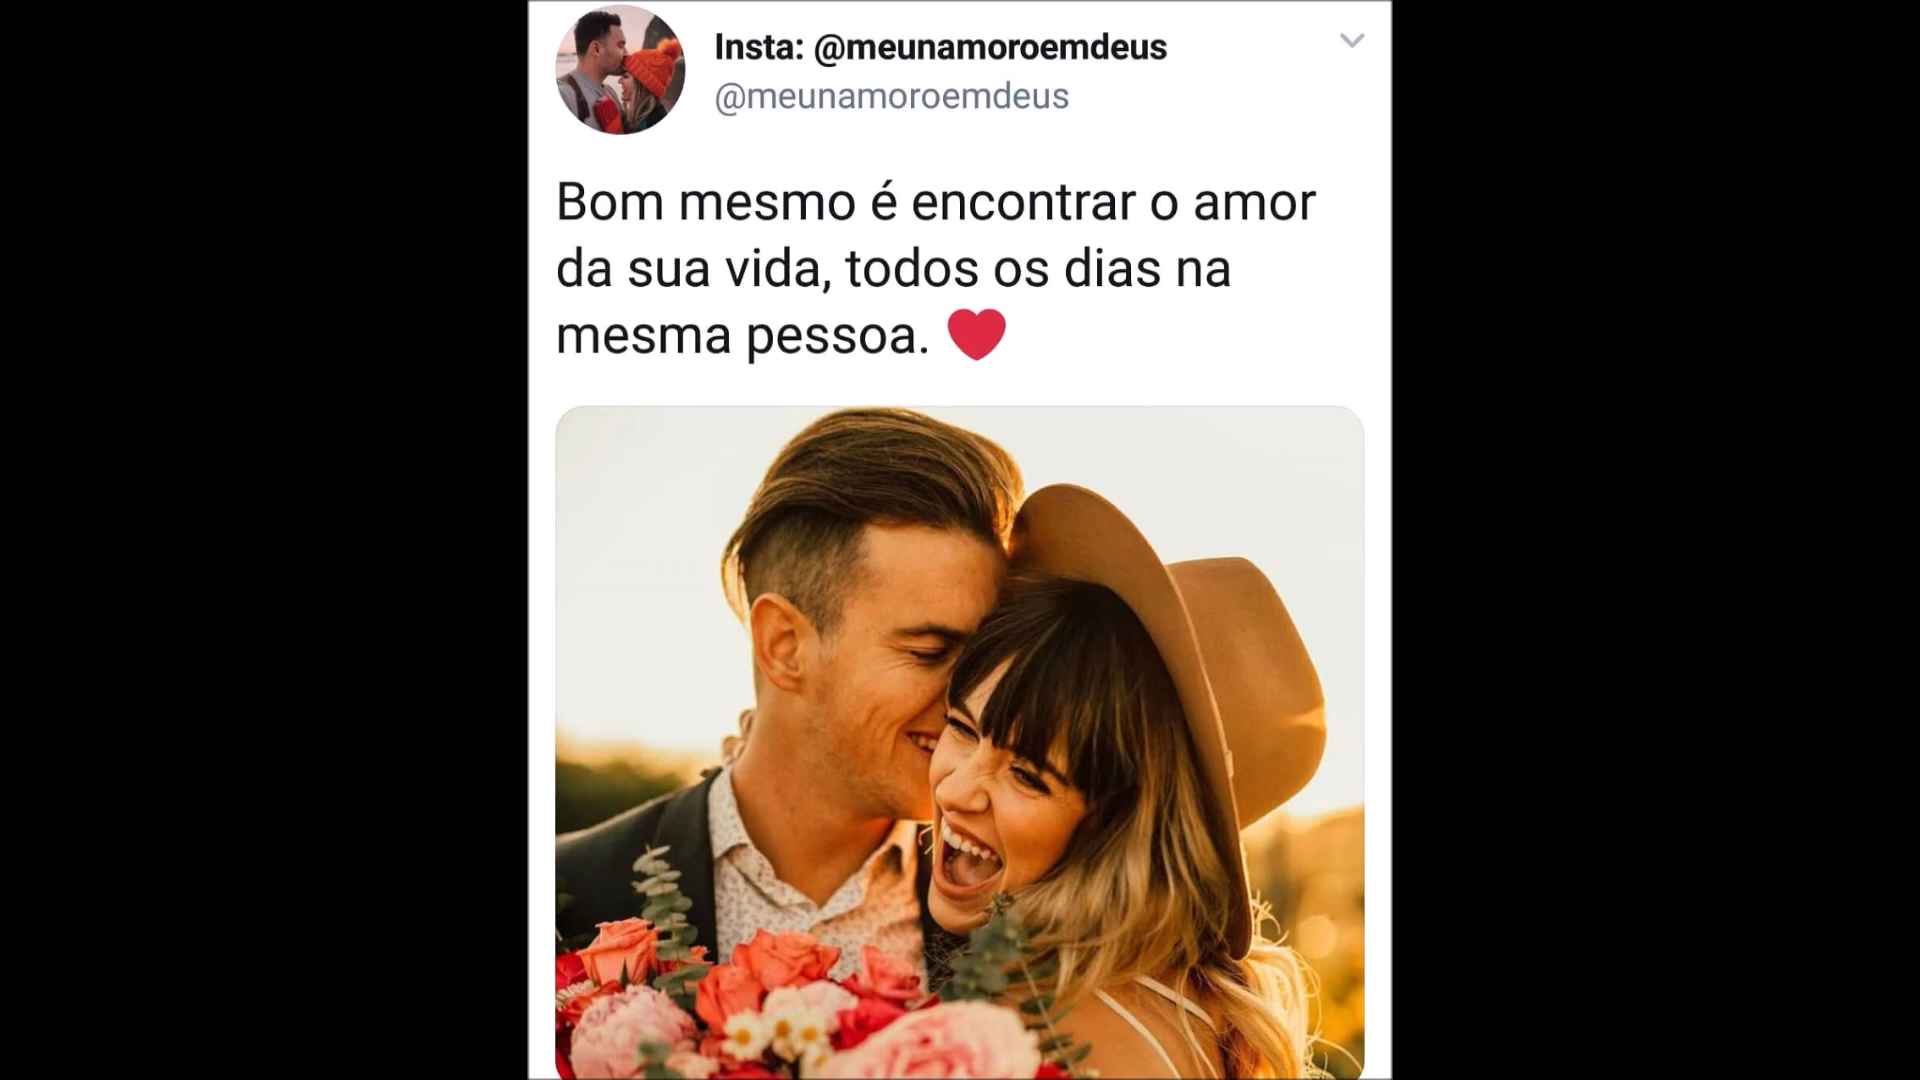 Insta: @meunamoroemdeus
@meunamoroemdeus
Bom mesmo é encontrar o amor
da sua vida, todos os dias na
mesma pessoa. ❤